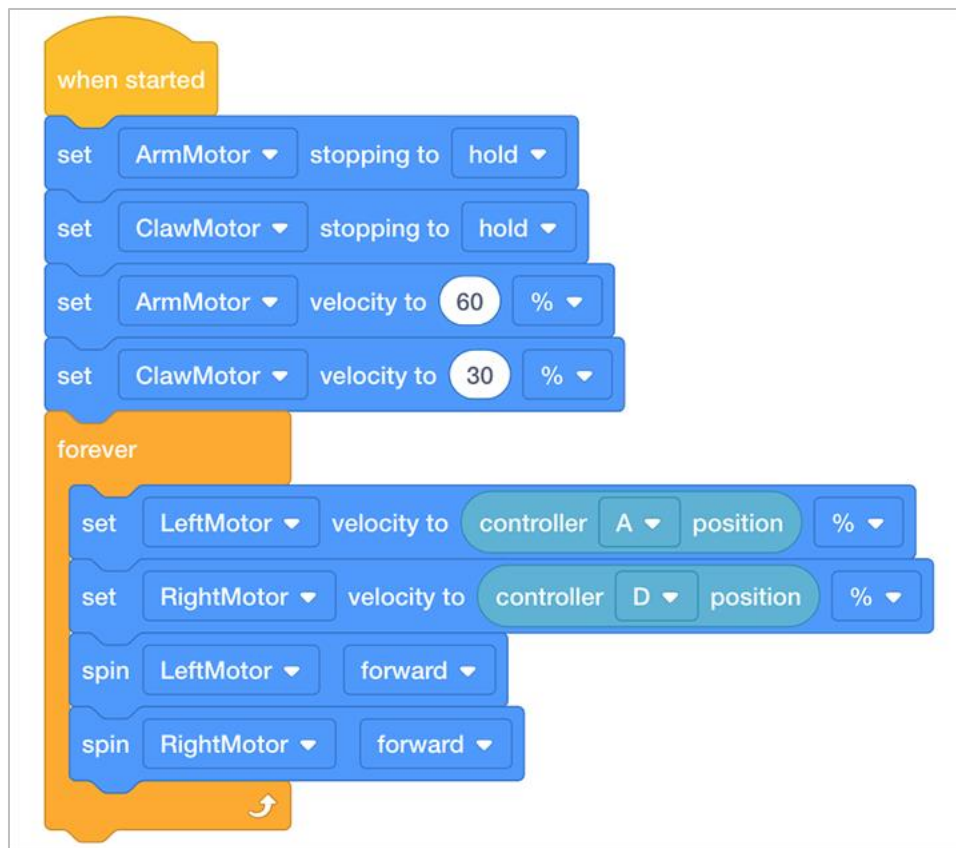 when started
set ArmMotor stopping to hold
set ClawMotor stopping to hold
set ArmMotor velocity to 60 %
set ClawMotor velocity to 30 %
forever
set LeftMotor velocity to controller A position %
set RightMotor velocity to controller D position %
spin LeftMotor forward
spin RightMotor forward